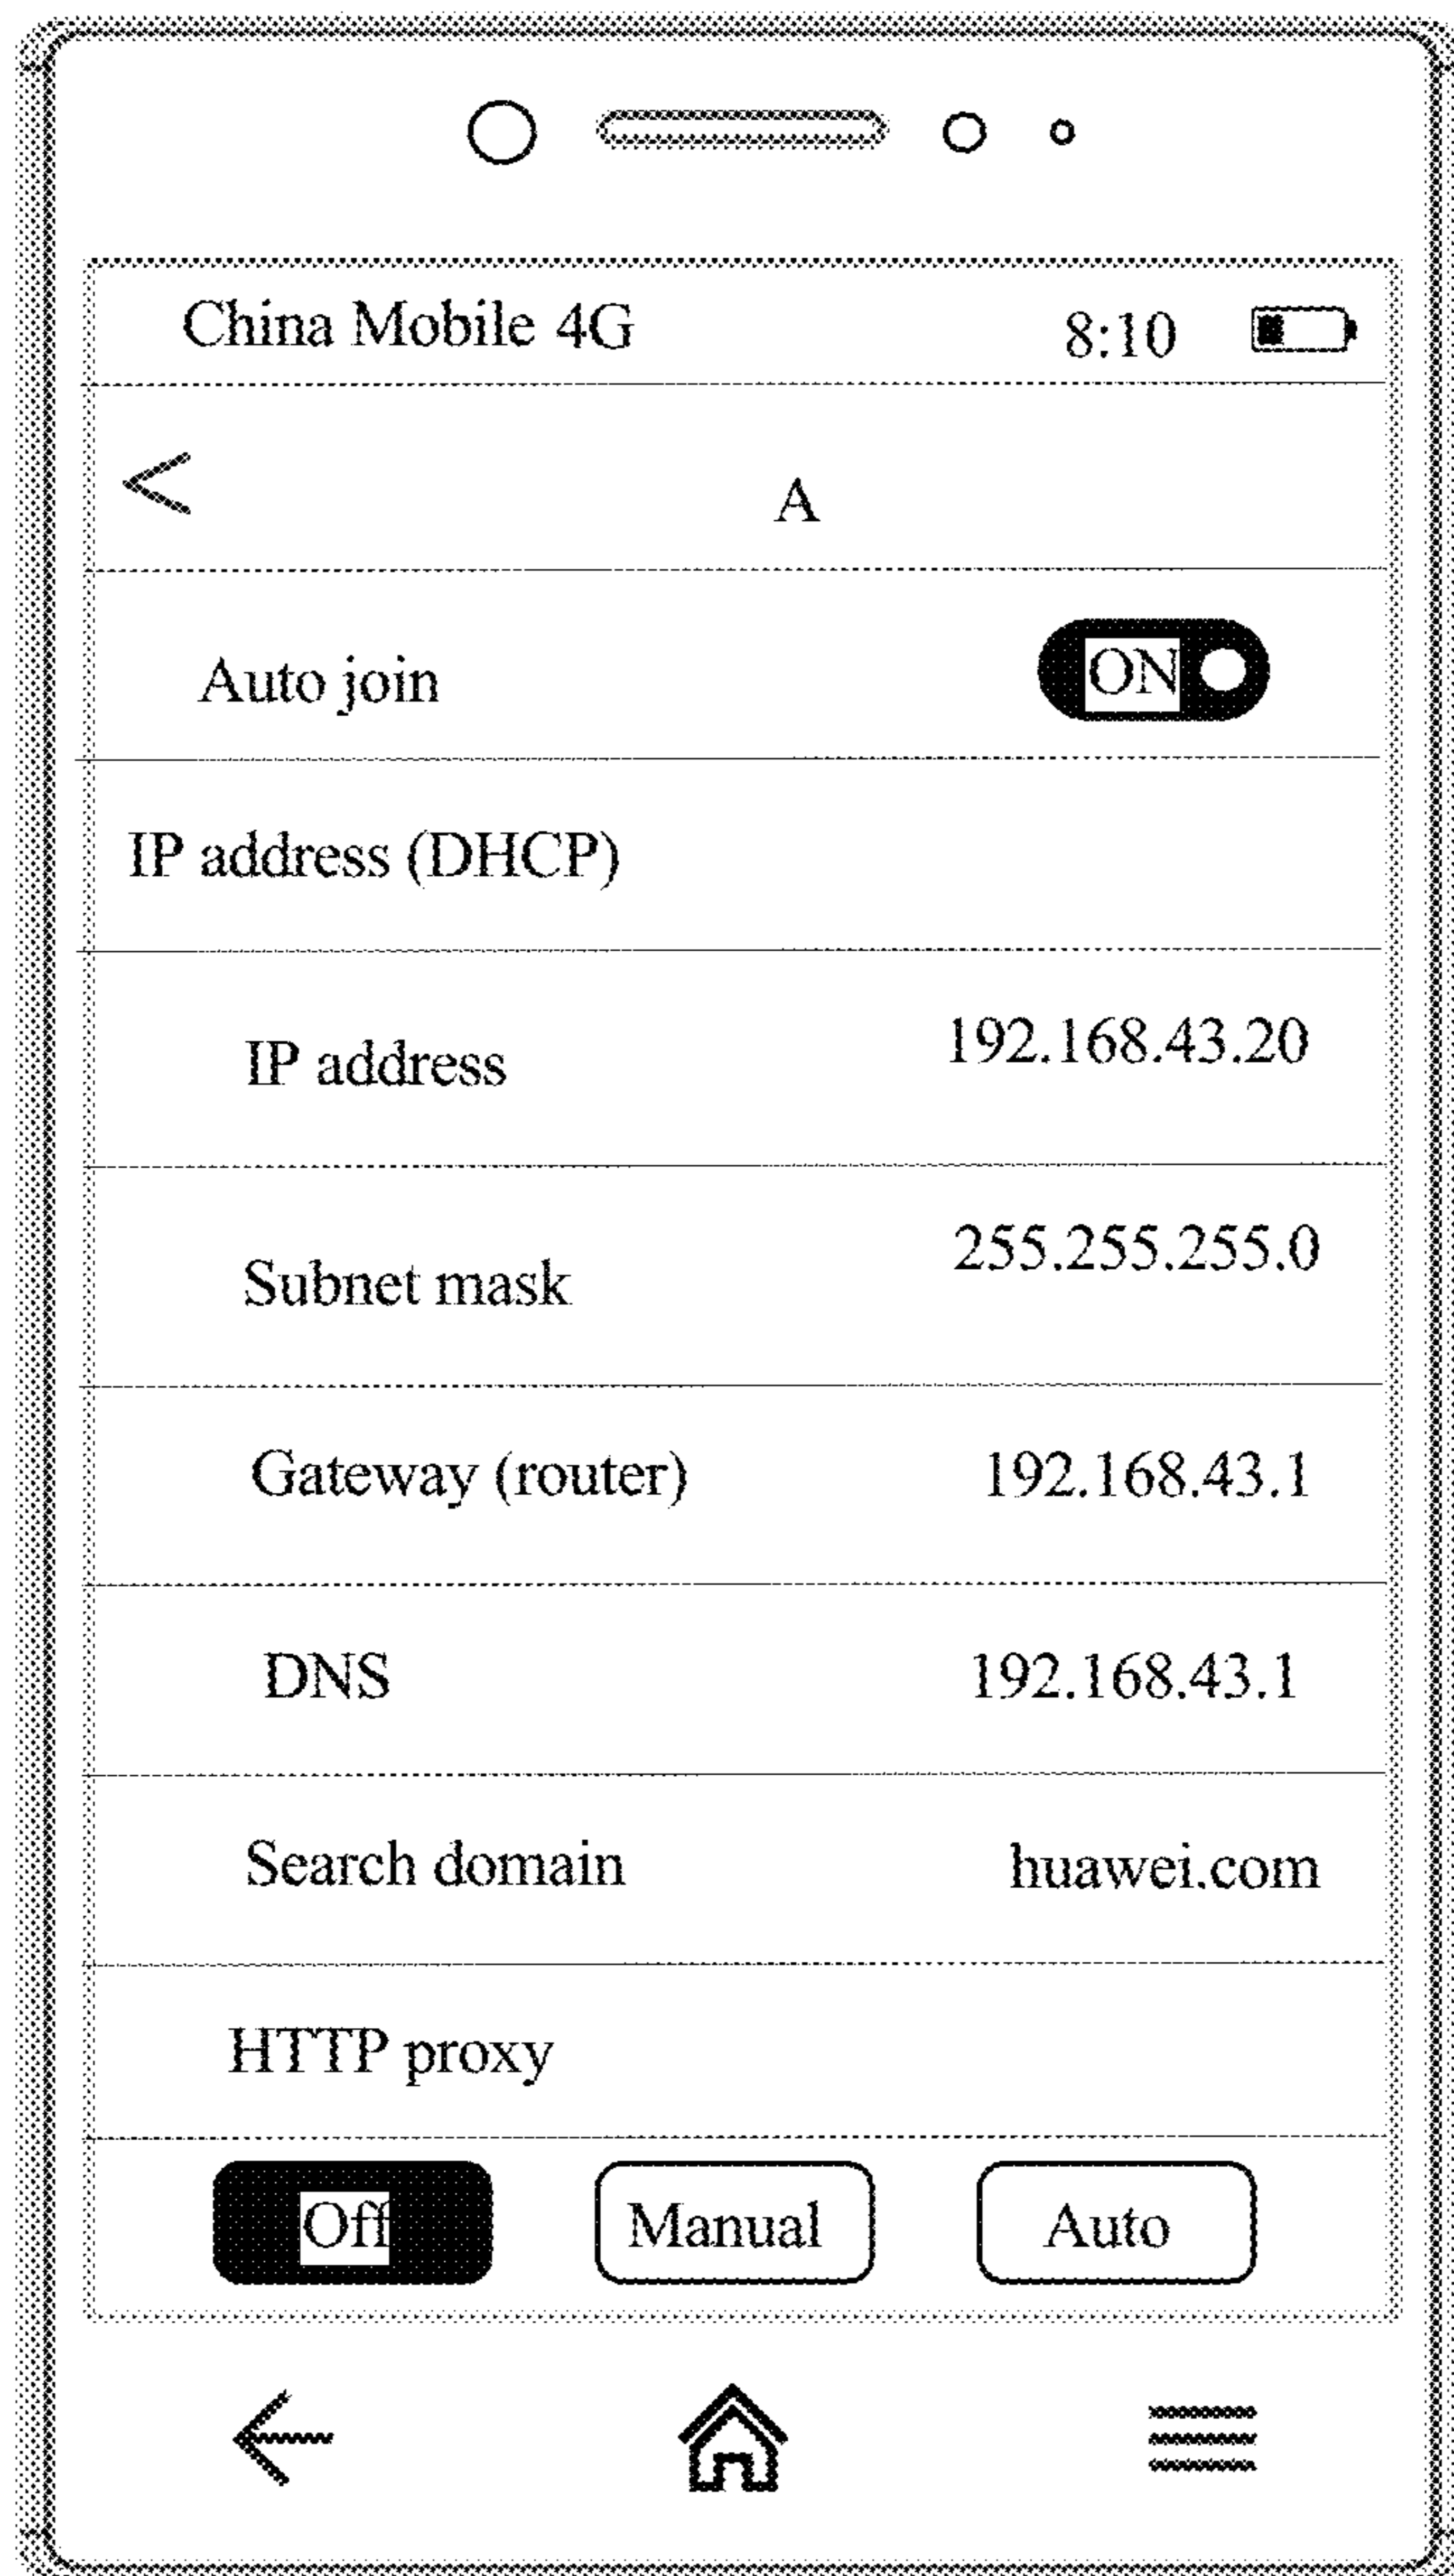 China Mobile 4G 8:10
< A
Auto join ON
IP address (DHCP)
IP address 192.168.43.20
Subnet mask 255.255.255.0
Gateway (router) 192.168.43.1
DNS 192.168.43.1
Search domain huawei.com
HTTP proxy
Off Manual Auto